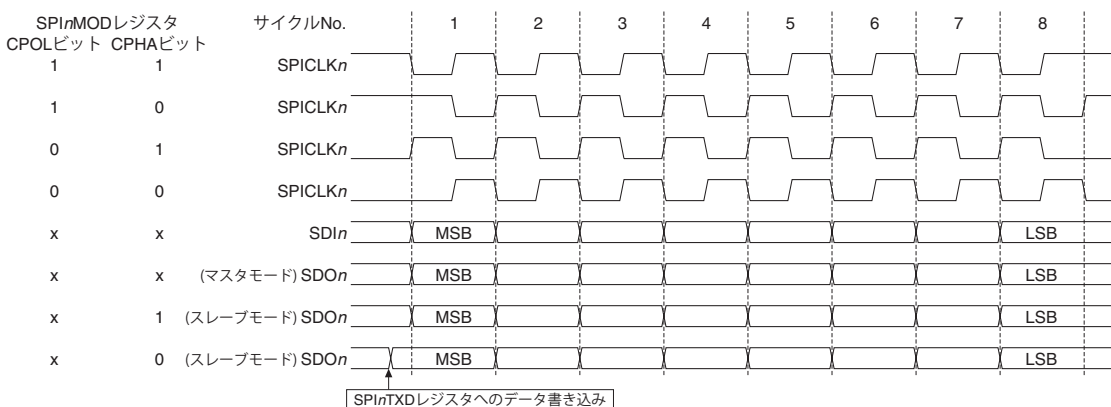 SPInMODレジスタ サイクルNo. 1 2 3 4 5 6 7 8
CPOLビット CPHAビット
1 1 SPICLKn
1 0 SPICLKn
0 1 SPICLKn
0 0 SPICLKn
x x SDIn MSB LSB
x x (マスタモード) SDOn MSB LSB
x 1 (スレーブモード) SDOn MSB LSB
x 0 (スレーブモード) SDOn MSB LSB
SPInTXDレジスタへのデータ書き込み